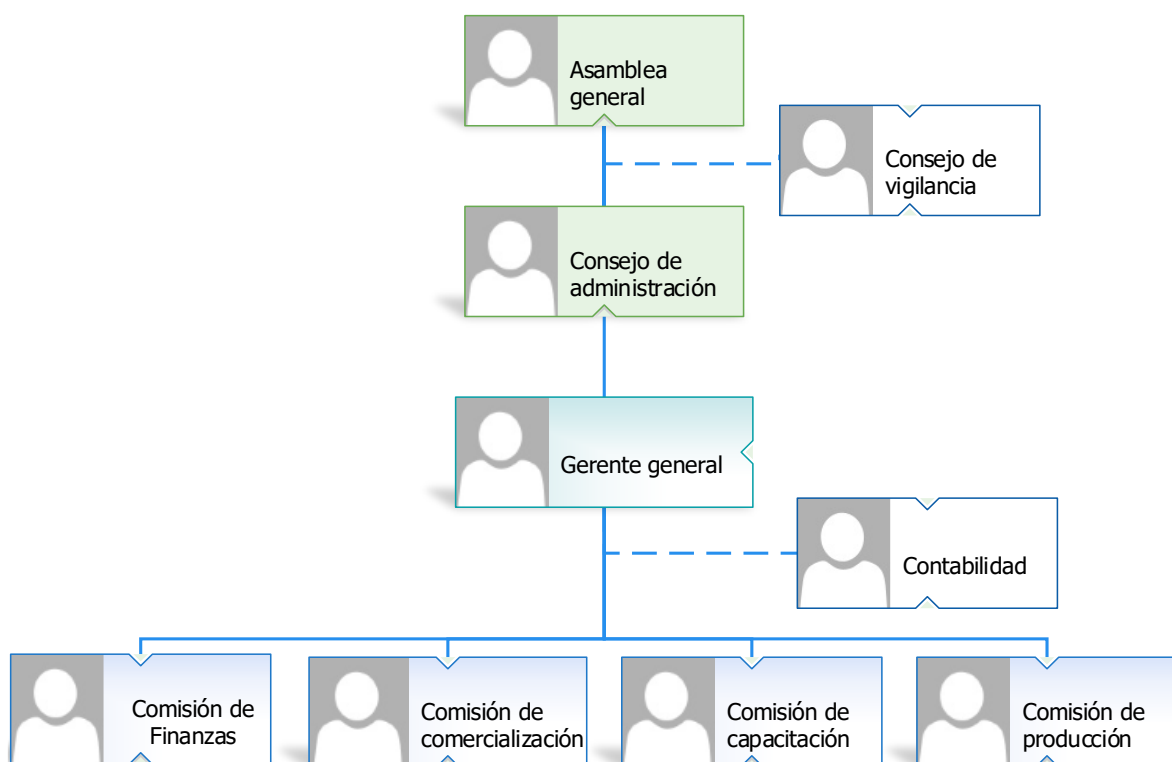 Asamblea
general
Consejo de
vigilancia
Consejo de
administración
Gerente general
Contabilidad
Comisión de
Finanzas
Comisión de
comercialización
Comisión de
capacitación
Comisión de
producción